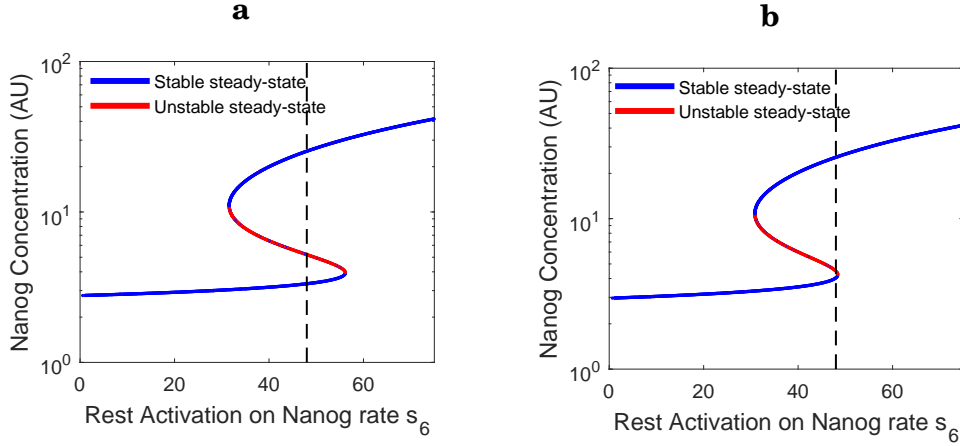 a
10^2
Stable steady-state
Unstable steady-state
10^1
10^0
Nanog Concentration (AU)
0 20 40 60
Rest Activation on Nanog rate s_6
b
10^2
Stable steady-state
Unstable steady-state
10^1
10^0
Nanog Concentration (AU)
0 20 40 60
Rest Activation on Nanog rate s_6